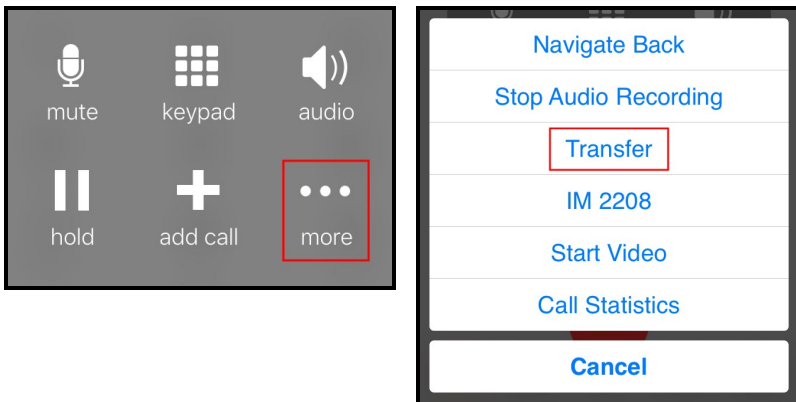 mute
keypad
audio
hold
add call
more
Navigate Back
Stop Audio Recording
Transfer
IM 2208
Start Video
Call Statistics
Cancel